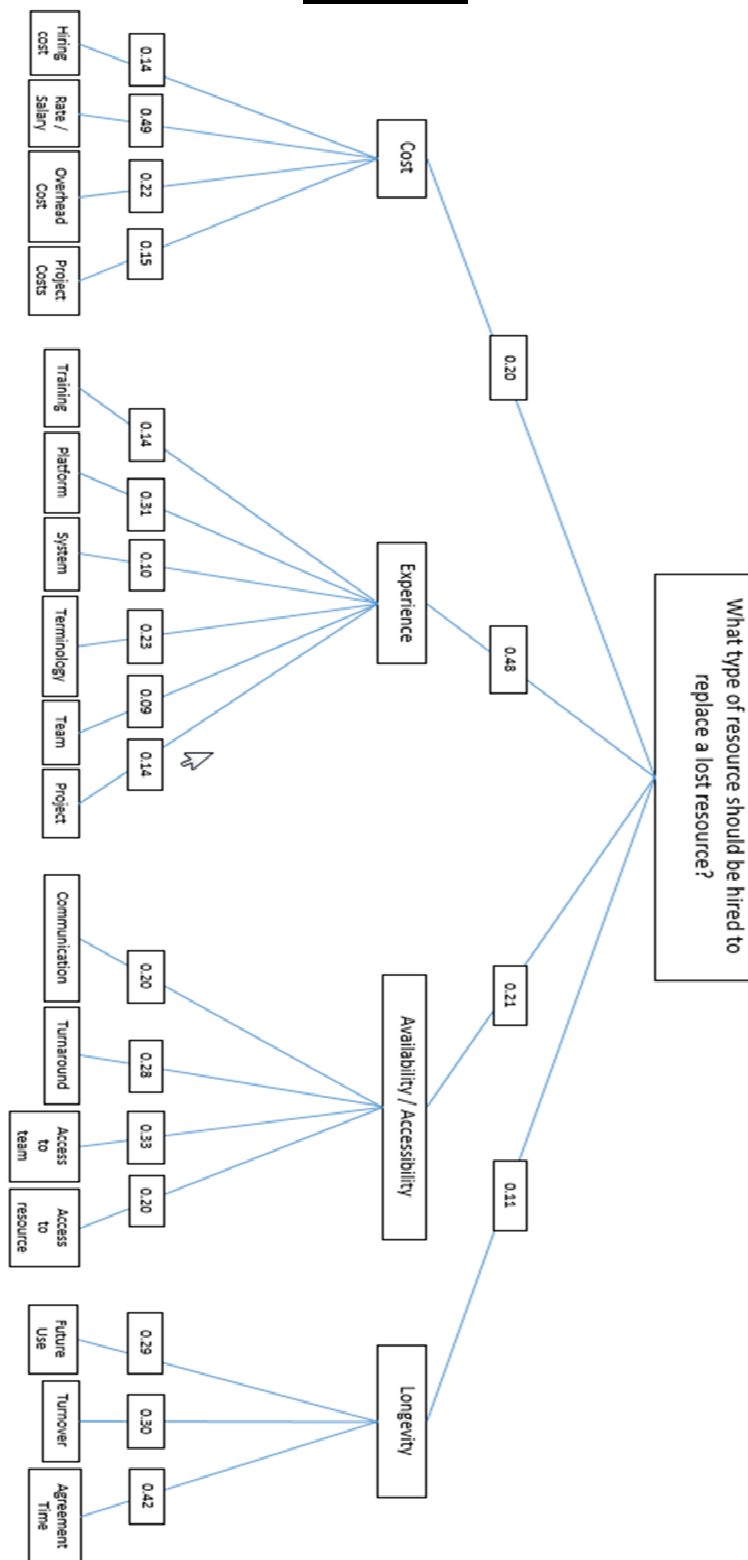 What type of resource should be hired to
replace a lost resource?
0.20
0.48
0.21
0.11
Cost
Experience
Availability / Accessibility
Longevity
0.14
0.49
0.22
0.15
0.14
0.31
0.10
0.23
0.09
0.14
0.20
0.28
0.33
0.20
0.29
0.30
0.42
Hiring
cost
Rate /
Salary
Overhead
Cost
Project
Costs
Training
Platform
System
Terminology
Team
Project
Communication
Turnaround
Access
to
team
Access
to
resource
Future
Use
Turnover
Agreement
Time